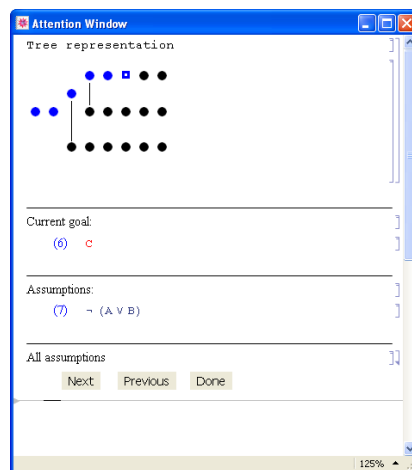 Attention Window
Tree representation
Current goal:
(6) C
Assumptions:
(7) ¬ (A ∨ B)
All assumptions
Next Previous Done
125%